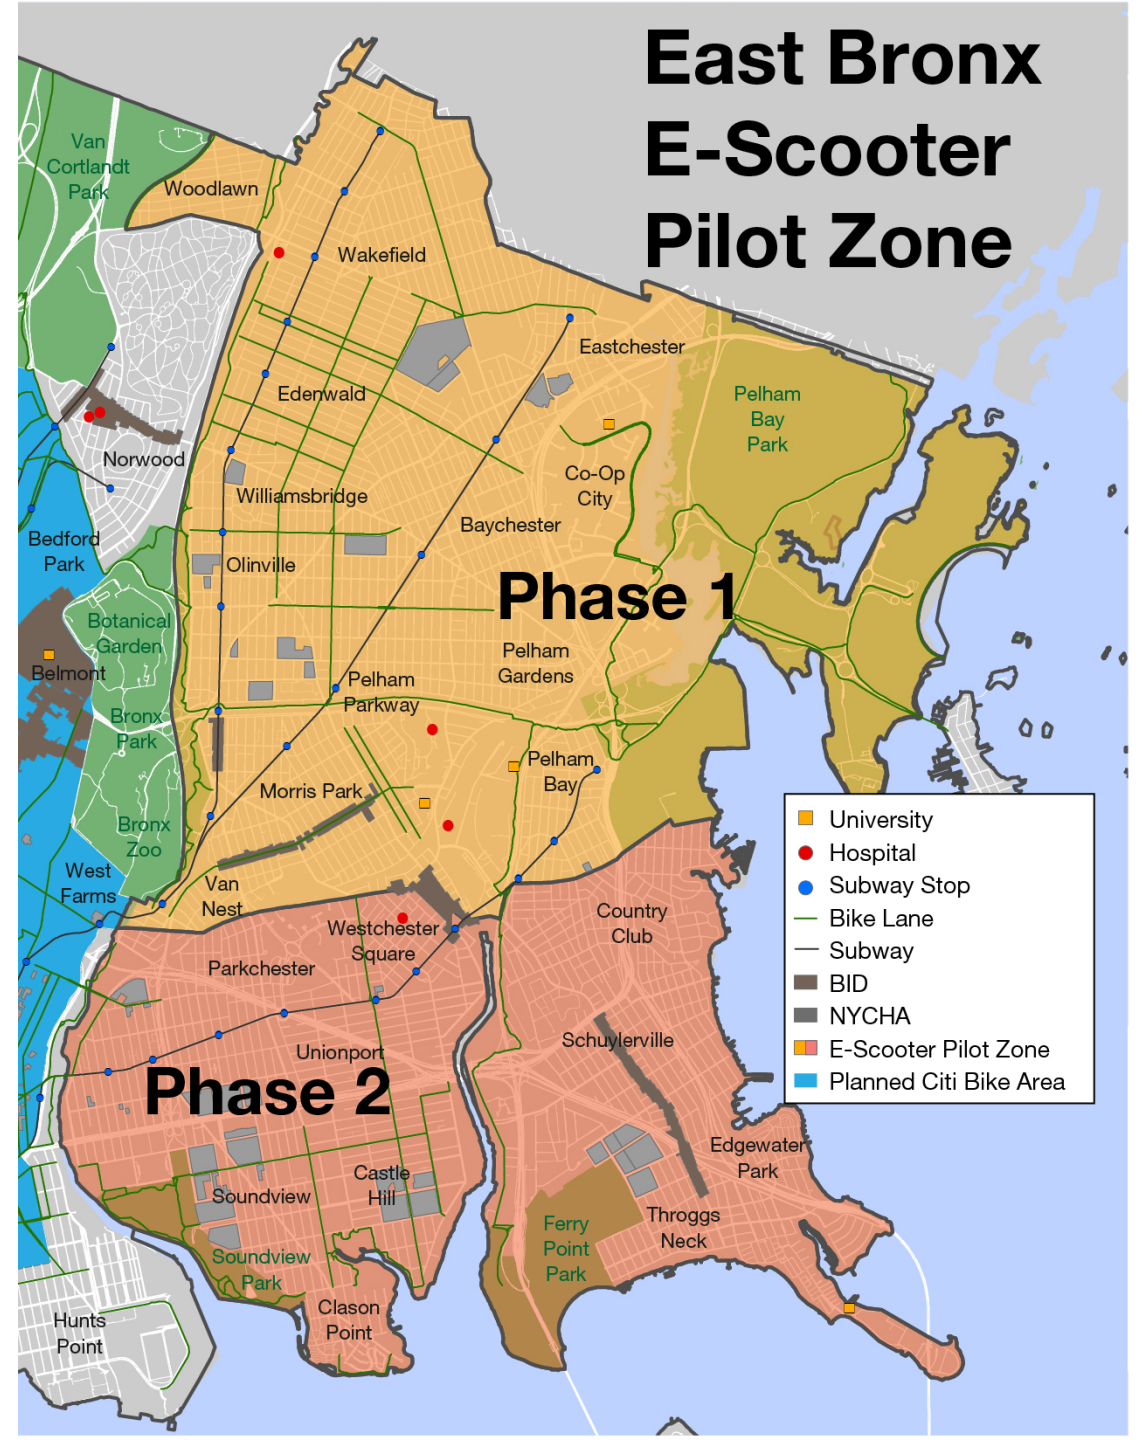 East Bronx
E-Scooter
Pilot Zone
Van
Cortlandt
Park
Woodlawn
Wakefield
Eastchester
Edenwald
Pelham
Bay
Park
Norwood
Co-Op
City
Williamsbridge
Baychester
Bedford
Park
Olinville
Phase 1
Botanical
Garden
Belmont
Pelham
Gardens
Pelham
Parkway
Bronx
Park
Pelham
Bay
Morris Park
Bronx
Zoo
West
Farms
Van
Nest
Country
Club
Westchester
Square
Parkchester
Schuylerville
Unionport
Phase 2
Edgewater
Park
Castle
Hill
Soundview
Throggs
Neck
Ferry
Point
Park
Soundview
Park
Clason
Point
Hunts
Point
University
Hospital
Subway Stop
Bike Lane
Subway
BID
NYCHA
E-Scooter Pilot Zone
Planned Citi Bike Area